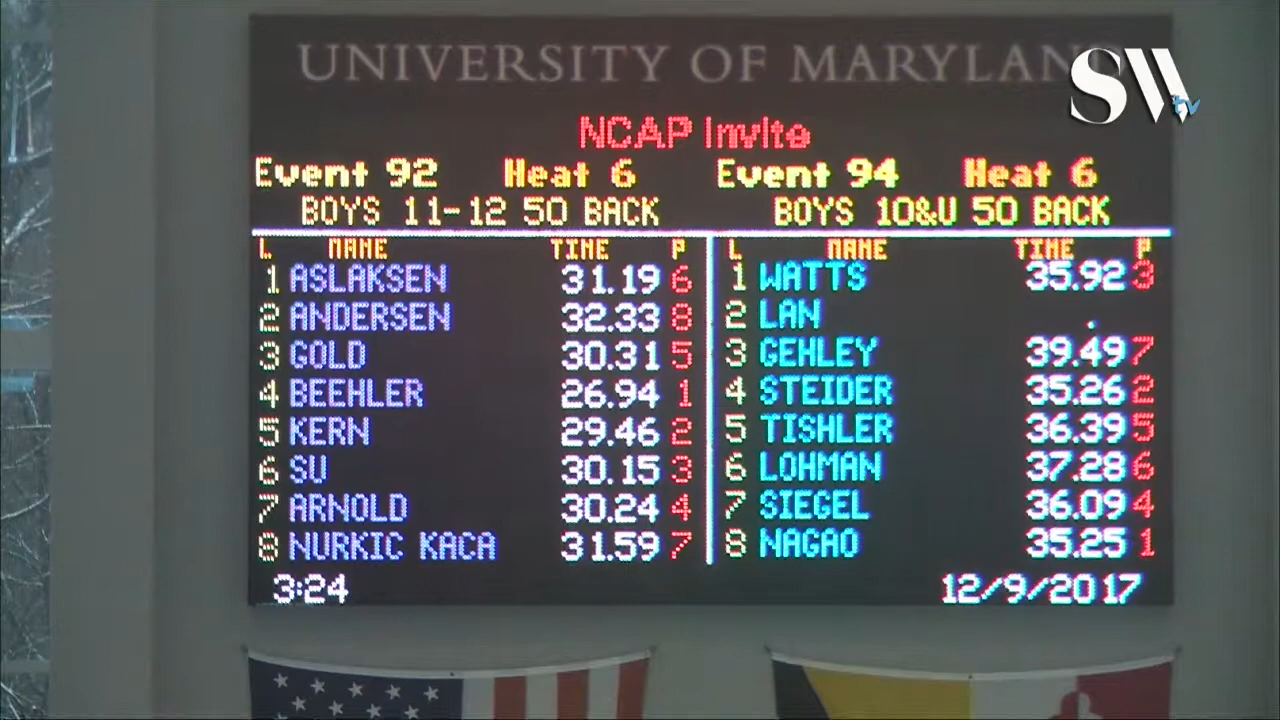 UNIVERSITY OF MARYLAND
SW
tv
NCAP Invite
Event 92 Heat 6
BOYS 11-12 50 BACK
L NAME TIME P
1 ASLAKSEN 31.19 6
2 ANDERSEN 32.33 8
3 GOLD 30.31 5
4 BEEHLER 26.94 1
5 KERN 29.46 2
6 SU 30.15 3
7 ARNOLD 30.24 4
8 NURKIC KACA 31.59 7
3:24
Event 94 Heat 6
BOYS 10&U 50 BACK
L NAME TIME P
1 WATTS 35.92 3
2 LAN .
3 GEHLEY 39.49 7
4 STEIDER 35.26 2
5 TISHLER 36.39 5
6 LOHMAN 37.28 6
7 SIEGEL 36.09 4
8 NAGAO 35.25 1
12/9/2017